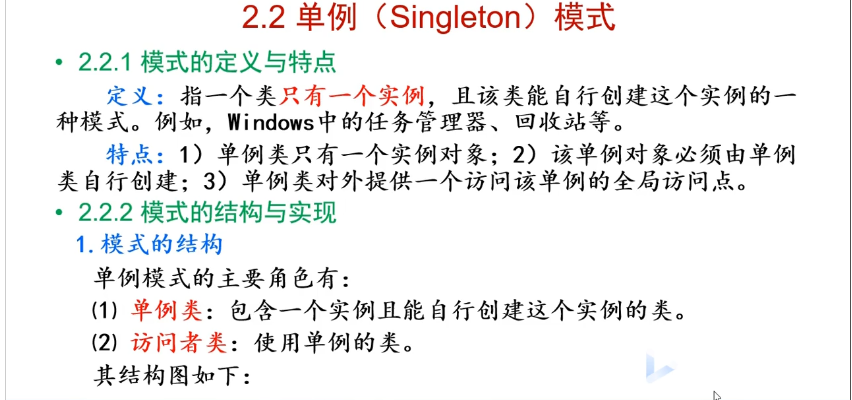 2.2 单例（Singleton）模式
• 2.2.1 模式的定义与特点
定义：指一个类只有一个实例，且该类能自行创建这个实例的一
种模式。例如，Windows中的任务管理器、回收站等。
特点：1）单例类只有一个实例对象；2）该单例对象必须由单例
类自行创建；3）单例类对外提供一个访问该单例的全局访问点。
• 2.2.2 模式的结构与实现
1.模式的结构
单例模式的主要角色有：
(1) 单例类：包含一个实例且能自行创建这个实例的类。
(2) 访问者类：使用单例的类。
其结构图如下：